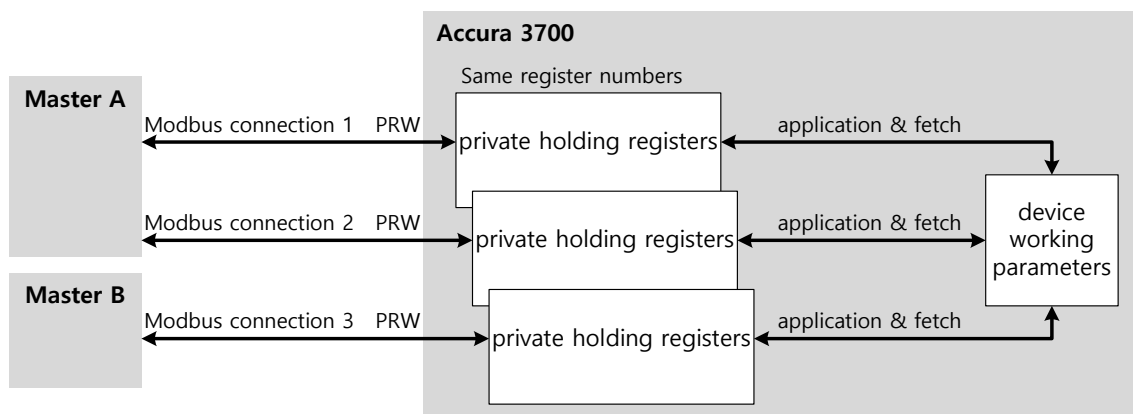 Accura 3700
Same register numbers
Master A
Modbus connection 1 PRW
private holding registers
application & fetch
Modbus connection 2 PRW
private holding registers
application & fetch
device
working
parameters
Master B
Modbus connection 3 PRW
private holding registers
application & fetch